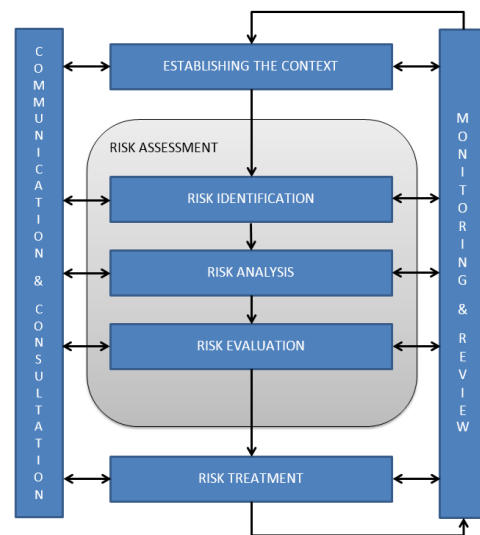 COMMUNICATION & CONSULTATION
ESTABLISHING THE CONTEXT
MONITORING & REVIEW
RISK ASSESSMENT
RISK IDENTIFICATION
RISK ANALYSIS
RISK EVALUATION
RISK TREATMENT